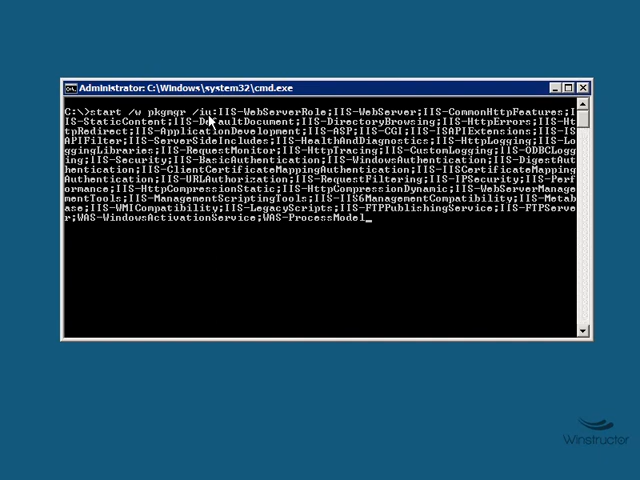 Administrator: C:\Windows\system32\cmd.exe
C:\>start /w pkgmgr /iu:IIS-WebServerRole;IIS-WebServer;IIS-CommonHttpFeatures;I
IS-StaticContent;IIS-DefaultDocument;IIS-DirectoryBrowsing;IIS-HttpErrors;IIS-Ht
tpRedirect;IIS-ApplicationDevelopment;IIS-ASP;IIS-CGI;IIS-ISAPIExtensions;IIS-IS
APIFilter;IIS-ServerSideIncludes;IIS-HealthAndDiagnostics;IIS-HttpLogging;IIS-Lo
ggingLibraries;IIS-RequestMonitor;IIS-HttpTracing;IIS-CustomLogging;IIS-ODBCLogg
ing;IIS-Security;IIS-BasicAuthentication;IIS-WindowsAuthentication;IIS-DigestAut
hentication;IIS-ClientCertificateMappingAuthentication;IIS-IISCertificateMapping
Authentication;IIS-URLAuthorization;IIS-RequestFiltering;IIS-IPSecurity;IIS-Perf
ormance;IIS-HttpCompressionStatic;IIS-HttpCompressionDynamic;IIS-WebServerManage
mentTools;IIS-ManagementScriptingTools;IIS-IIS6ManagementCompatibility;IIS-Metab
ase;IIS-WMICompatibility;IIS-LegacyScripts;IIS-FTPPublishingService;IIS-FTPServe
r;WAS-WindowsActivationService;WAS-ProcessModel_
Winstructor